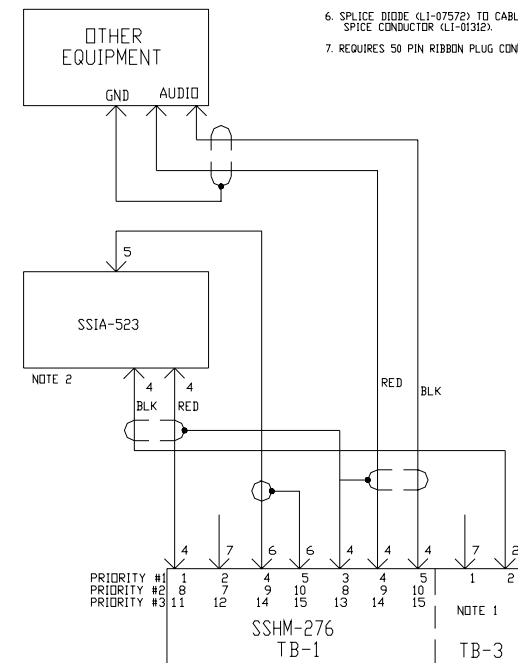 6. SPLICE DIODE (LI-07572) TO CABL
SPICE CONDUCTOR (LI-01312).
7. REQUIRES 50 PIN RIBBON PLUG CON
OTHER
EQUIPMENT
GND AUDIO
5
SSIA-523
NOTE 2
4 4
BLK RED
RED BLK
4 7 6 6 4 4 4 7 2
PRIORITY #1 1 2 4 5 3 4 5 1 2
PRIORITY #2 8 7 9 10 8 9 10
PRIORITY #3 11 12 14 15 13 14 15
NOTE 1
SSHM-276
TB-1 TB-3